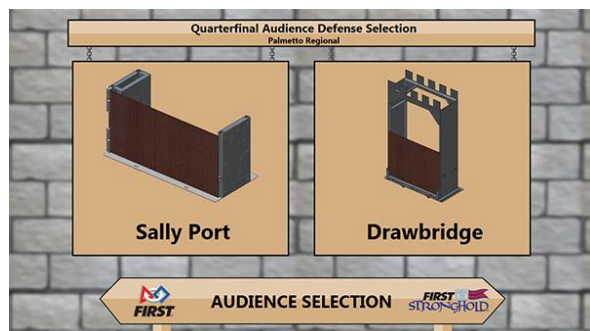 Quarterfinal Audience Defense Selection
Palmetto Regional
Sally Port
Drawbridge
FIRST
AUDIENCE SELECTION
FIRST
STRONGHOLD